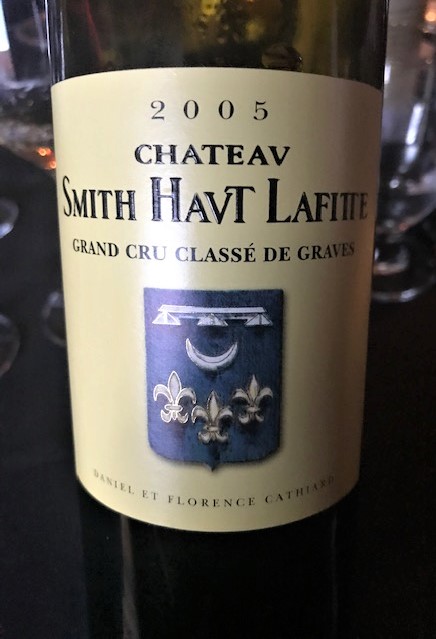 2005
CHATEAV
SMITH HAVT LAFITTE
GRAND CRU CLASSÉ DE GRAVES
DANIEL ET FLORENCE CATHIARD